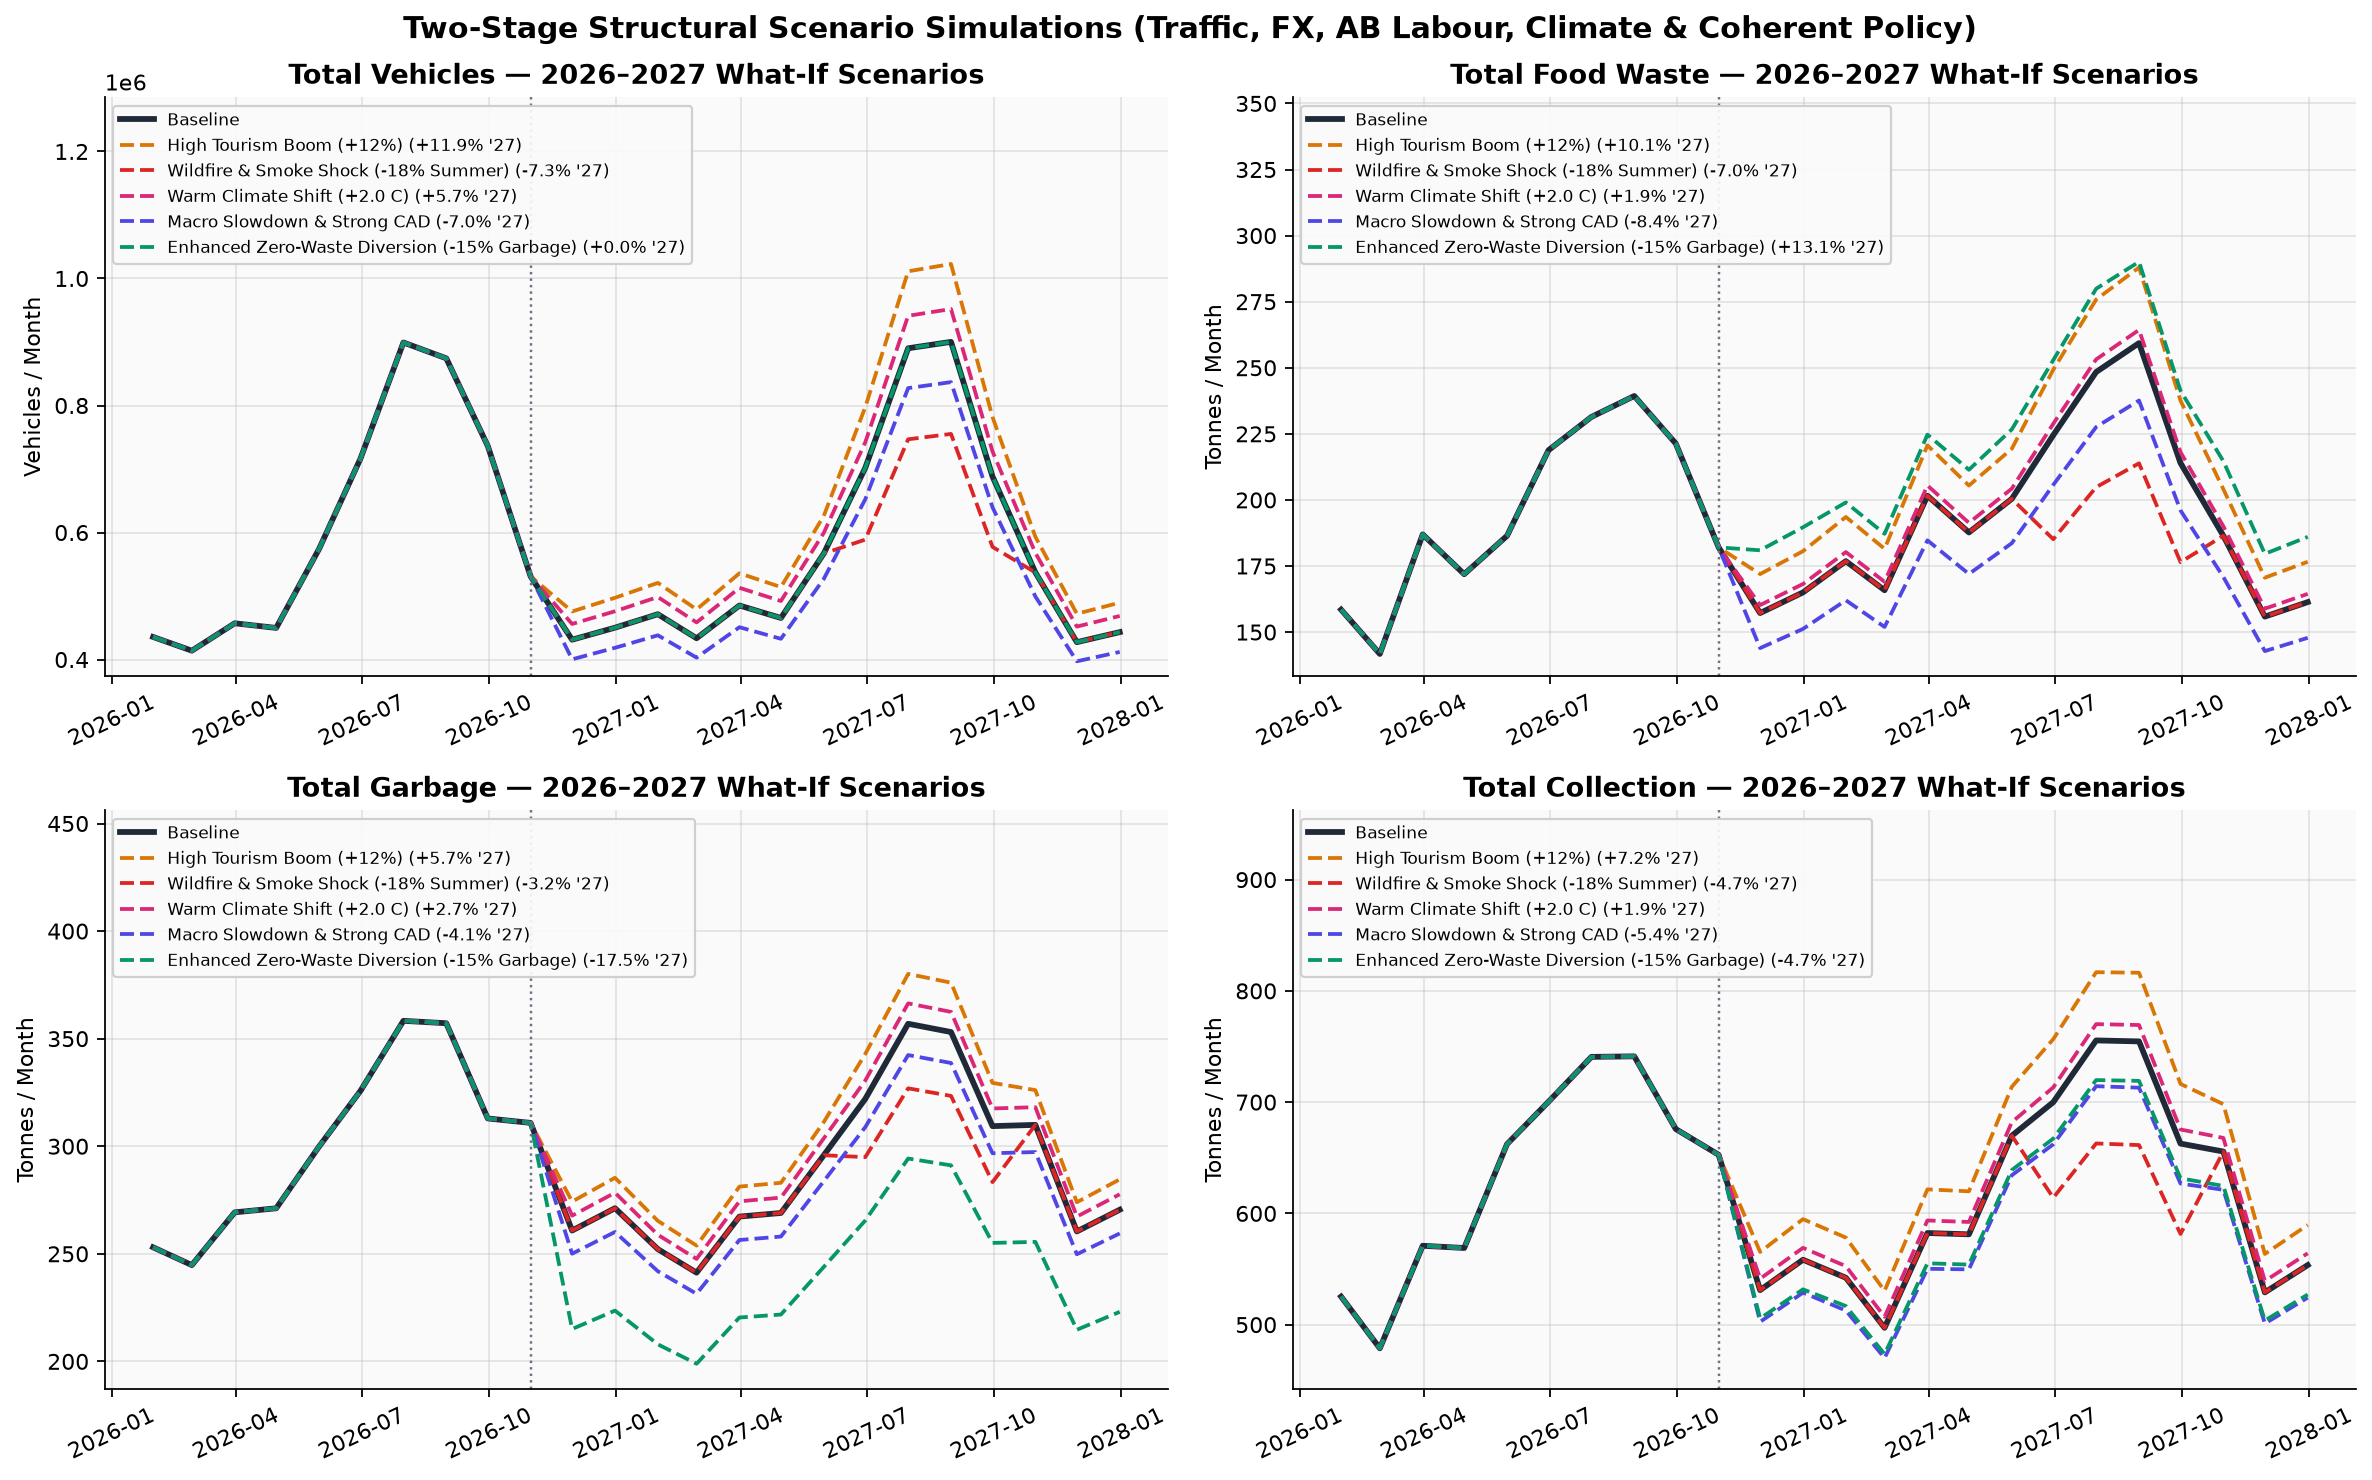 Two-Stage Structural Scenario Simulations (Traffic, FX, AB Labour, Climate & Coherent Policy)
Total Vehicles — 2026–2027 What-If Scenarios
1e6
Baseline
High Tourism Boom (+12%) (+11.9% '27)
Wildfire & Smoke Shock (-18% Summer) (-7.3% '27)
Warm Climate Shift (+2.0 C) (+5.7% '27)
Macro Slowdown & Strong CAD (-7.0% '27)
Enhanced Zero-Waste Diversion (-15% Garbage) (+0.0% '27)
Vehicles / Month
1.2
1.0
0.8
0.6
0.4
2026-01
2026-04
2026-07
2026-10
2027-01
2027-04
2027-07
2027-10
2028-01
Total Food Waste — 2026–2027 What-If Scenarios
Baseline
High Tourism Boom (+12%) (+10.1% '27)
Wildfire & Smoke Shock (-18% Summer) (-7.0% '27)
Warm Climate Shift (+2.0 C) (+1.9% '27)
Macro Slowdown & Strong CAD (-8.4% '27)
Enhanced Zero-Waste Diversion (-15% Garbage) (+13.1% '27)
Tonnes / Month
350
325
300
275
250
225
200
175
150
2026-01
2026-04
2026-07
2026-10
2027-01
2027-04
2027-07
2027-10
2028-01
Total Garbage — 2026–2027 What-If Scenarios
Baseline
High Tourism Boom (+12%) (+5.7% '27)
Wildfire & Smoke Shock (-18% Summer) (-3.2% '27)
Warm Climate Shift (+2.0 C) (+2.7% '27)
Macro Slowdown & Strong CAD (-4.1% '27)
Enhanced Zero-Waste Diversion (-15% Garbage) (-17.5% '27)
Tonnes / Month
450
400
350
300
250
200
2026-01
2026-04
2026-07
2026-10
2027-01
2027-04
2027-07
2027-10
2028-01
Total Collection — 2026–2027 What-If Scenarios
Baseline
High Tourism Boom (+12%) (+7.2% '27)
Wildfire & Smoke Shock (-18% Summer) (-4.7% '27)
Warm Climate Shift (+2.0 C) (+1.9% '27)
Macro Slowdown & Strong CAD (-5.4% '27)
Enhanced Zero-Waste Diversion (-15% Garbage) (-4.7% '27)
Tonnes / Month
900
800
700
600
500
2026-01
2026-04
2026-07
2026-10
2027-01
2027-04
2027-07
2027-10
2028-01